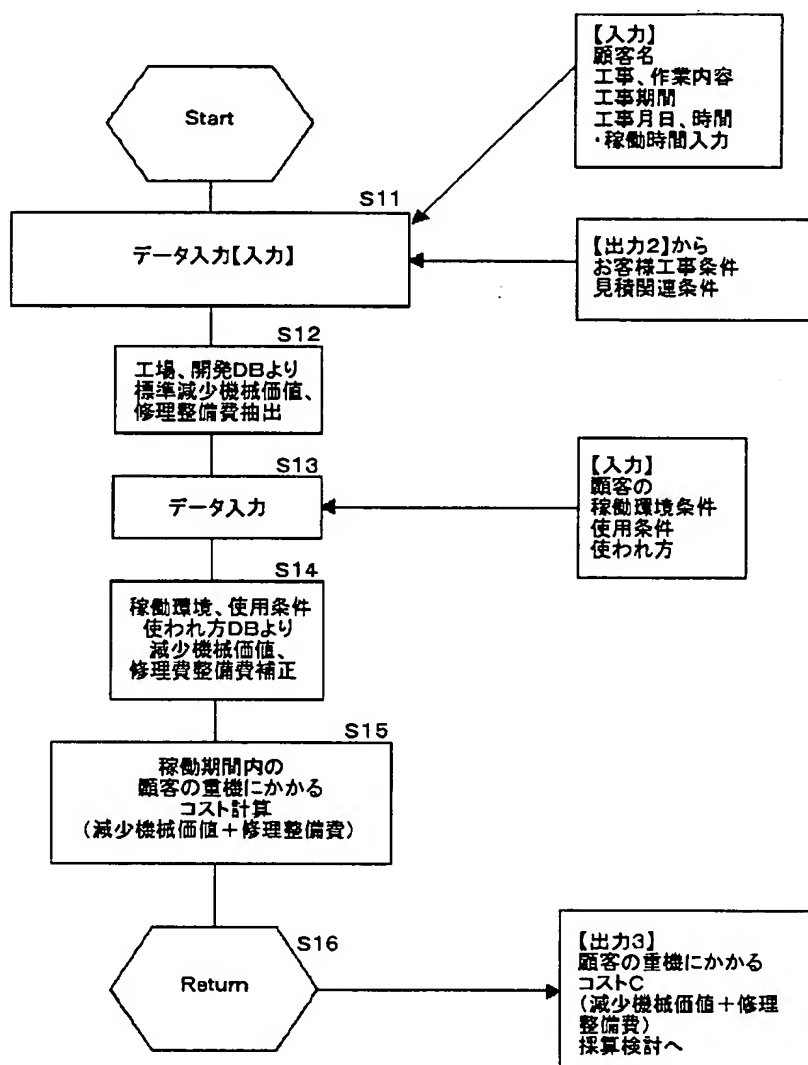 Start
【入力】
顧客名
工事、作業内容
工事期間
工事月日、時間
・稼働時間入力
S11
データ入力【入力】
【出力2】から
お客様工事条件
見積関連条件
S12
工場、開発DBより
標準減少機械価値、
修理整備費抽出
S13
データ入力
【入力】
顧客の
稼働環境条件
使用条件
使われ方
S14
稼働環境、使用条件
使われ方DBより
減少機械価値、
修理費整備費補正
S15
稼働期間内の
顧客の重機にかかる
コスト計算
（減少機械価値＋修理整備費）
S16
Return
【出力3】
顧客の重機にかかる
コストC
（減少機械価値＋修理
整備費）
採算検討へ